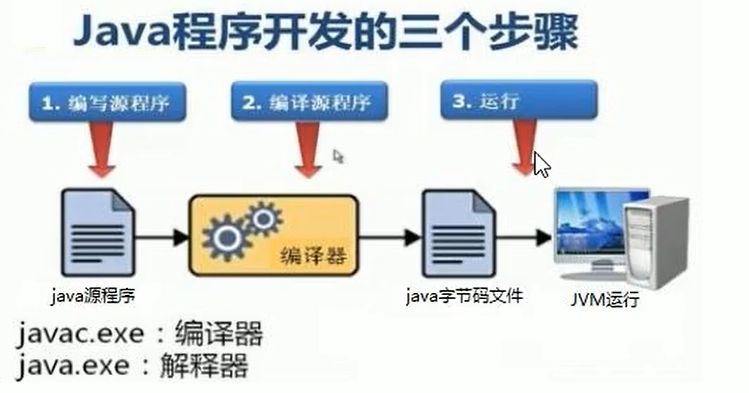 Java程序开发的三个步骤
1. 编写源程序
2. 编译源程序
3. 运行
编译器
java源程序
java字节码文件
JVM运行
javac.exe：编译器
java.exe：解释器